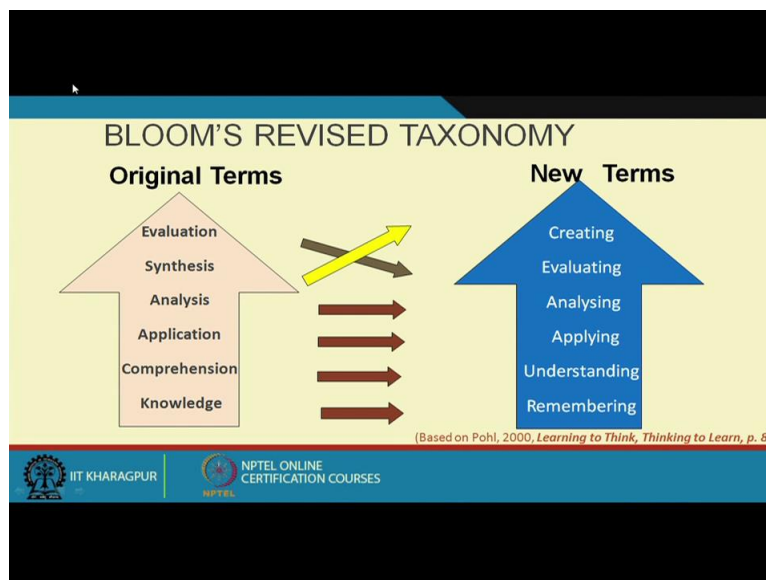 BLOOM'S REVISED TAXONOMY
Original Terms
Evaluation
Synthesis
Analysis
Application
Comprehension
Knowledge
New Terms
Creating
Evaluating
Analysing
Applying
Understanding
Remembering
(Based on Pohl, 2000, Learning to Think, Thinking to Learn, p. 8
IIT KHARAGPUR
NPTEL
NPTEL ONLINE
CERTIFICATION COURSES